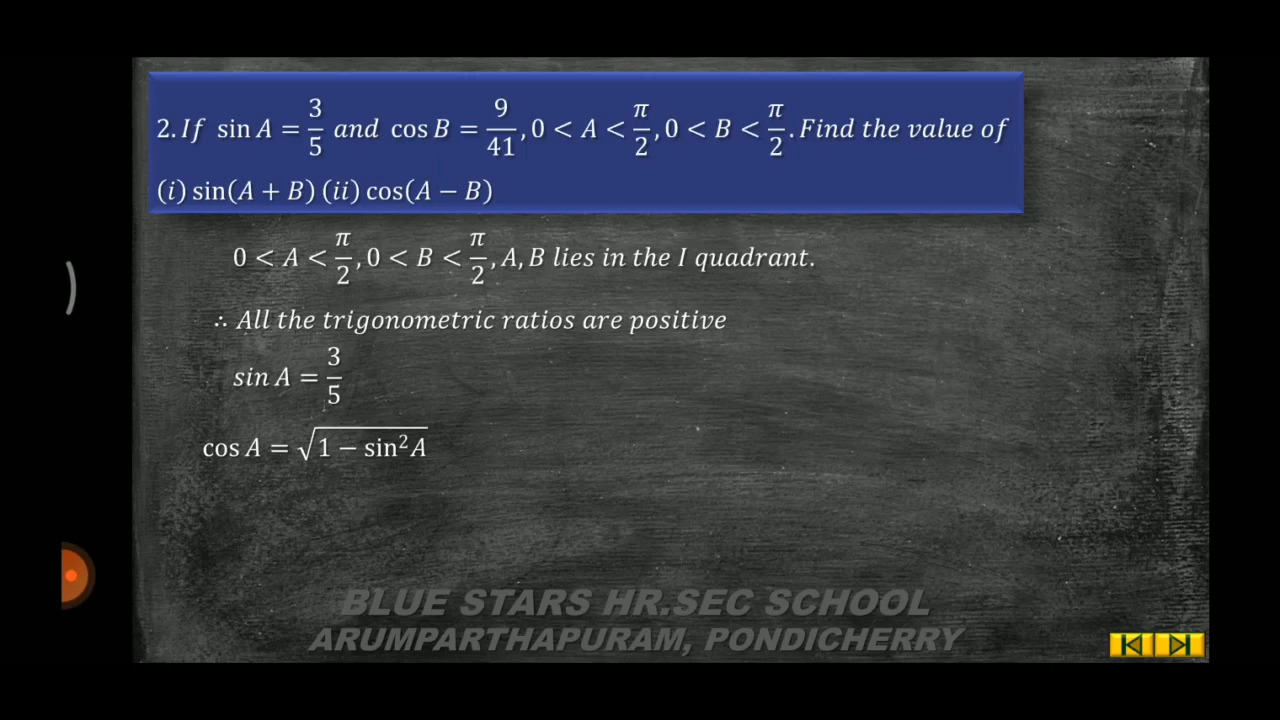 2. If sin A = 3/5 and cos B = 9/41, 0 < A < π/2, 0 < B < π/2. Find the value of
(i) sin(A + B) (ii) cos(A − B)
0 < A < π/2, 0 < B < π/2, A, B lies in the I quadrant.
∴ All the trigonometric ratios are positive
sin A = 3/5
cos A = √(1 − sin²A)
BLUE STARS HR.SEC SCHOOL
ARUMPARTHAPURAM, PONDICHERRY